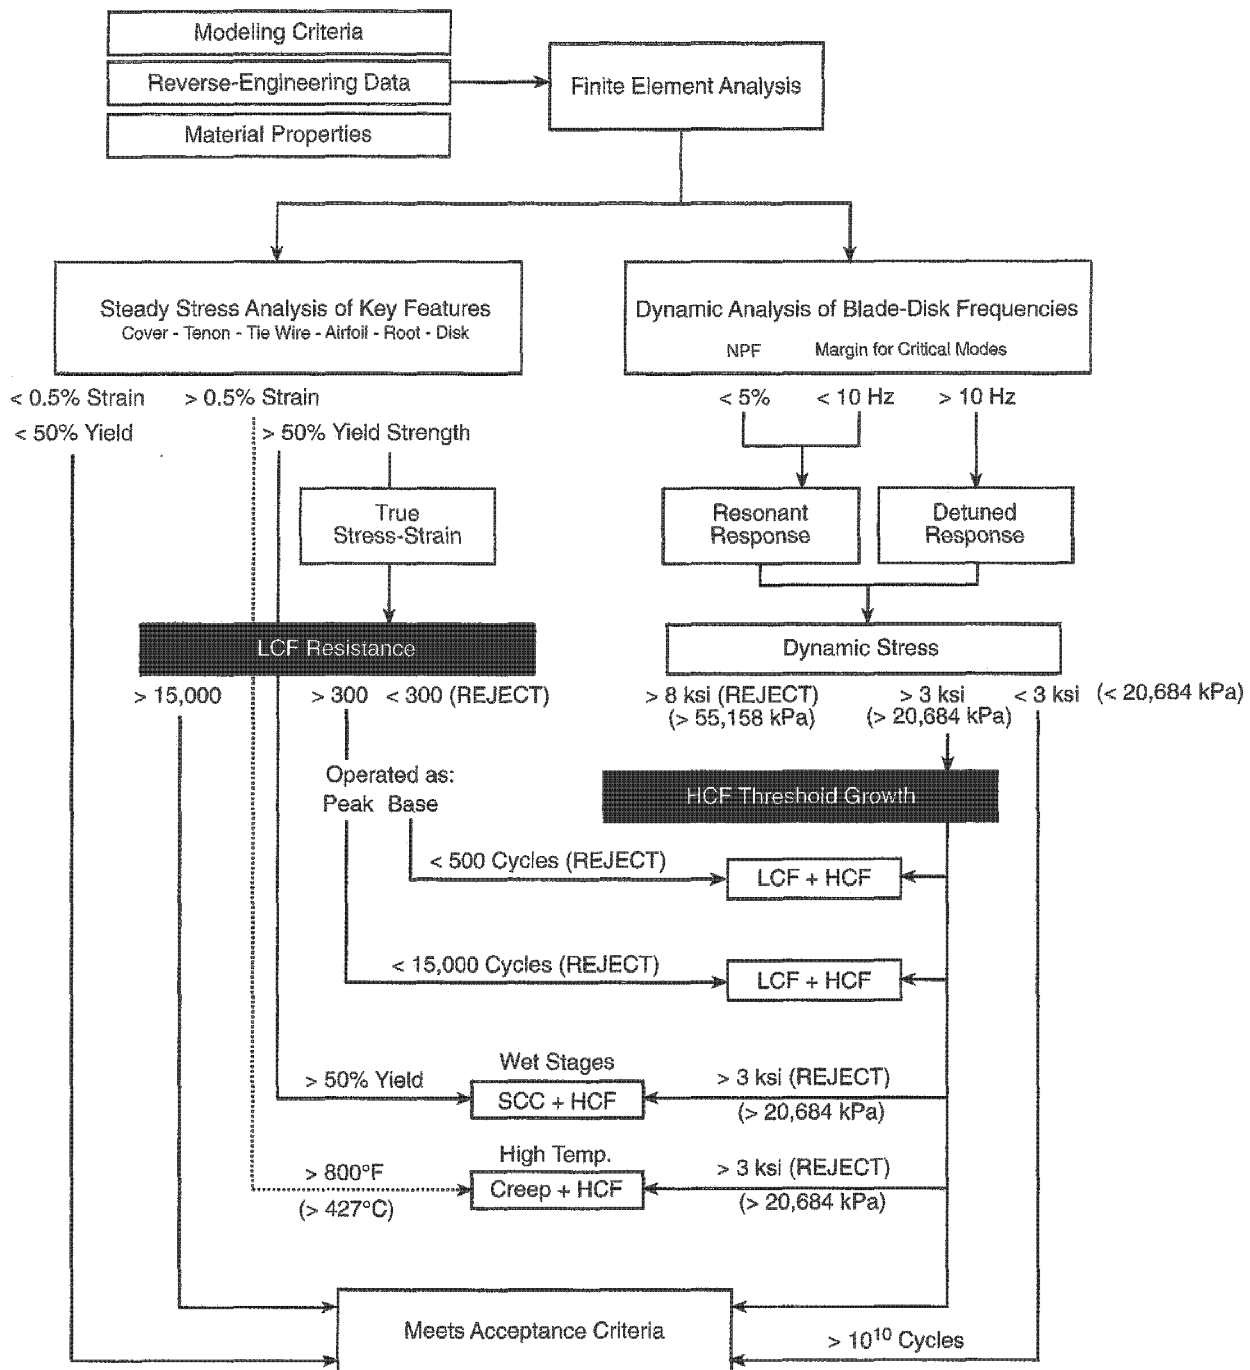 Modeling Criteria
Reverse-Engineering Data
Material Properties
Finite Element Analysis
Steady Stress Analysis of Key Features
Cover - Tenon - Tie Wire - Airfoil - Root - Disk
Dynamic Analysis of Blade-Disk Frequencies
NPF Margin for Critical Modes
< 0.5% Strain > 0.5% Strain
< 50% Yield > 50% Yield Strength
< 5% < 10 Hz > 10 Hz
True
Stress-Strain
Resonant
Response
Detuned
Response
LCF Resistance
Dynamic Stress
> 15,000 > 300 < 300 (REJECT)
> 8 ksi (REJECT) > 3 ksi < 3 ksi (< 20,684 kPa)
(> 55,158 kPa) (> 20,684 kPa)
Operated as:
Peak Base
HCF Threshold Growth
< 500 Cycles (REJECT)
LCF + HCF
< 15,000 Cycles (REJECT)
LCF + HCF
Wet Stages
> 50% Yield
SCC + HCF
> 3 ksi (REJECT)
(> 20,684 kPa)
High Temp.
> 800°F
(> 427°C)
Creep + HCF
> 3 ksi (REJECT)
(> 20,684 kPa)
Meets Acceptance Criteria
> 10¹⁰ Cycles